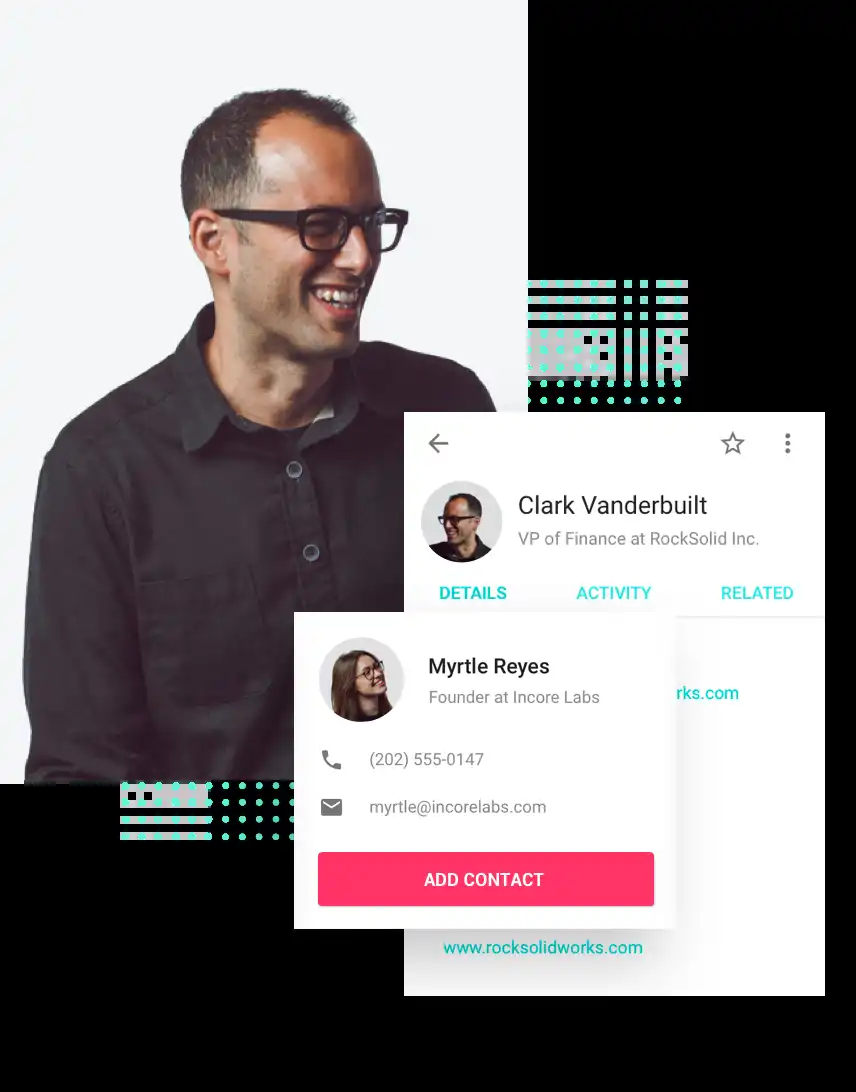 Clark Vanderbuilt
VP of Finance at RockSolid Inc.
DETAILS ACTIVITY RELATED
rks.com
Myrtle Reyes
Founder at Incore Labs
(202) 555-0147
myrtle@incorelabs.com
ADD CONTACT
www.rocksolidworks.com